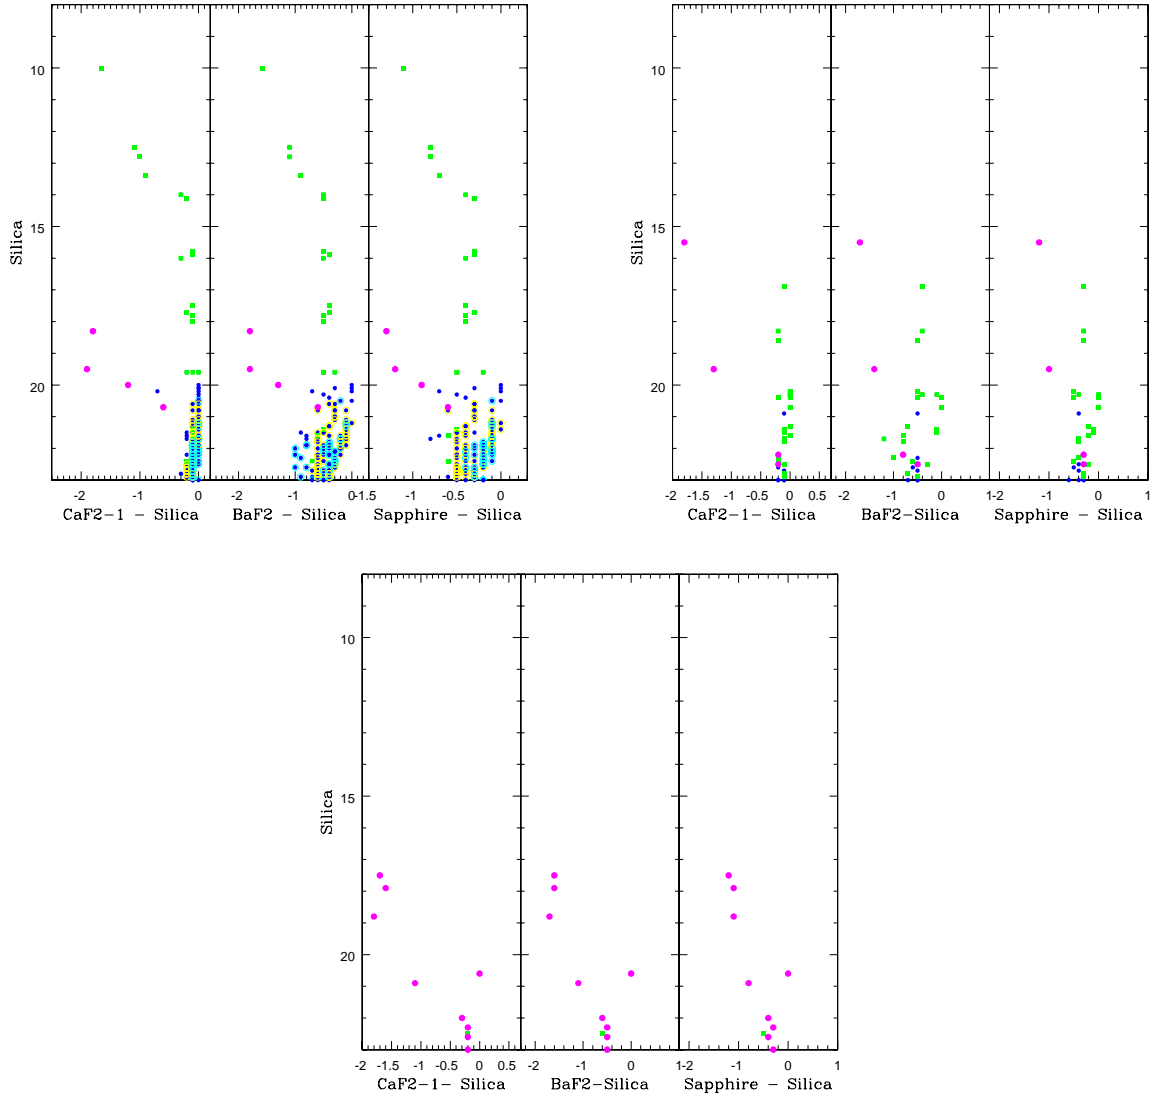 10
15
20
Silica
-2 -1 0 -2 -1 0 -1.5 -1 -0.5 0
CaF2-1 - Silica BaF2 - Silica Sapphire - Silica
10
15
20
Silica
-2 -1.5 -1 -0.5 0 0.5 -2 -1 0 1 -2 -1 0 1
CaF2-1- Silica BaF2-Silica Sapphire - Silica
10
15
20
Silica
-2 -1.5 -1 -0.5 0 0.5 -2 -1 0 1 -2 -1 0 1
CaF2-1- Silica BaF2-Silica Sapphire - Silica